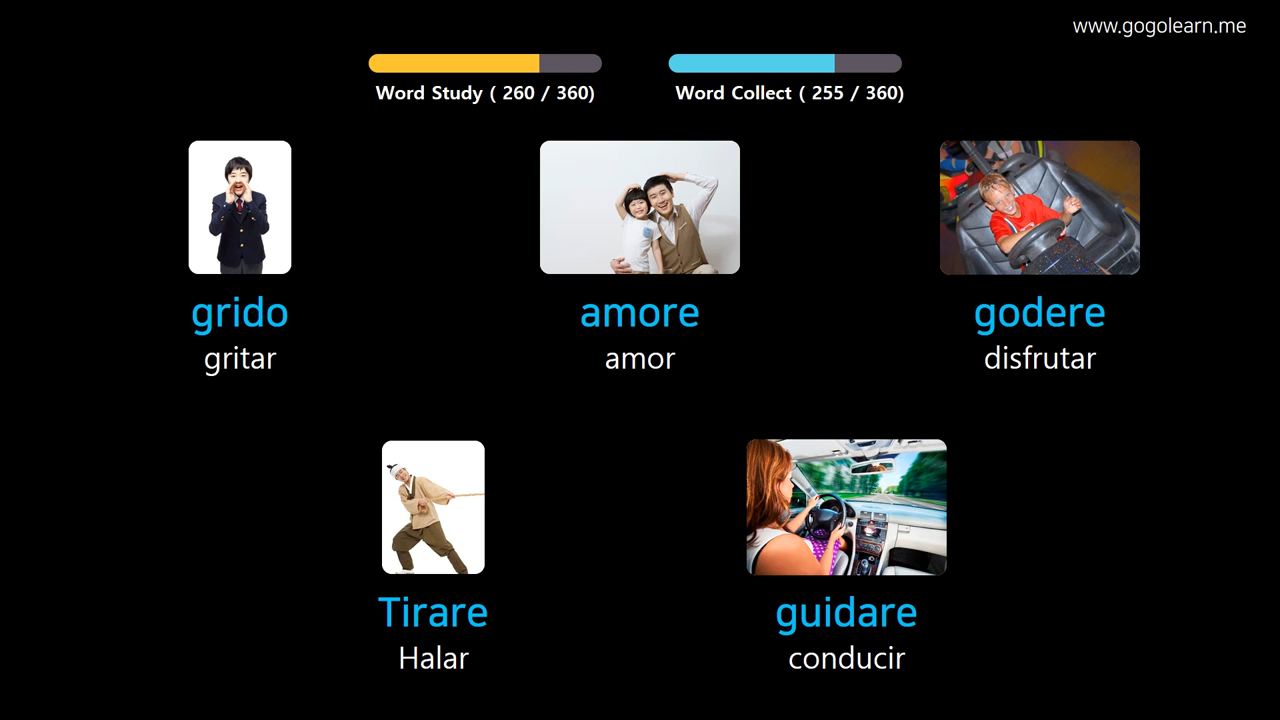 www.gogolearn.me
Word Study ( 260 / 360)
Word Collect ( 255 / 360)
grido
gritar
amore
amor
godere
disfrutar
Tirare
Halar
guidare
conducir